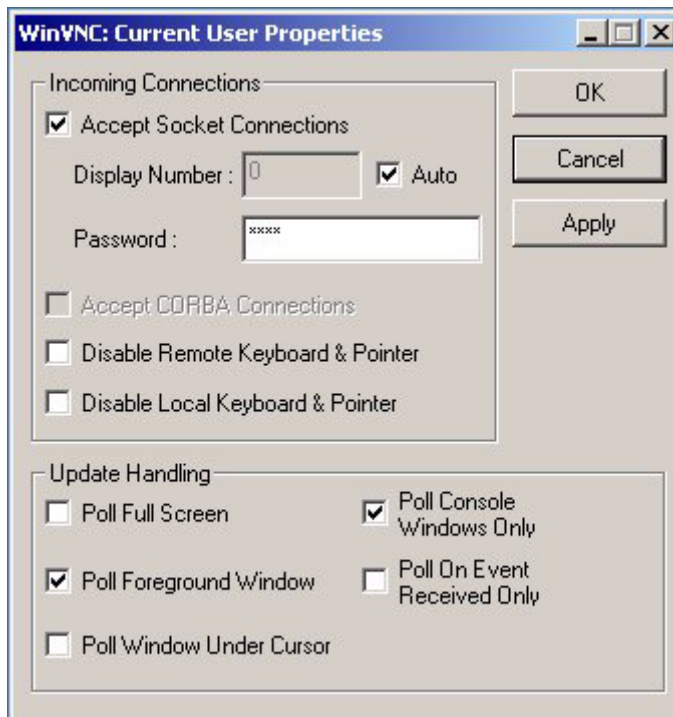 WinVNC: Current User Properties
Incoming Connections
OK
Accept Socket Connections
Cancel
Display Number : 0 Auto
Apply
Password : ××××
Accept CORBA Connections
Disable Remote Keyboard & Pointer
Disable Local Keyboard & Pointer
Update Handling
Poll Full Screen
Poll Console
Windows Only
Poll Foreground Window
Poll On Event
Received Only
Poll Window Under Cursor